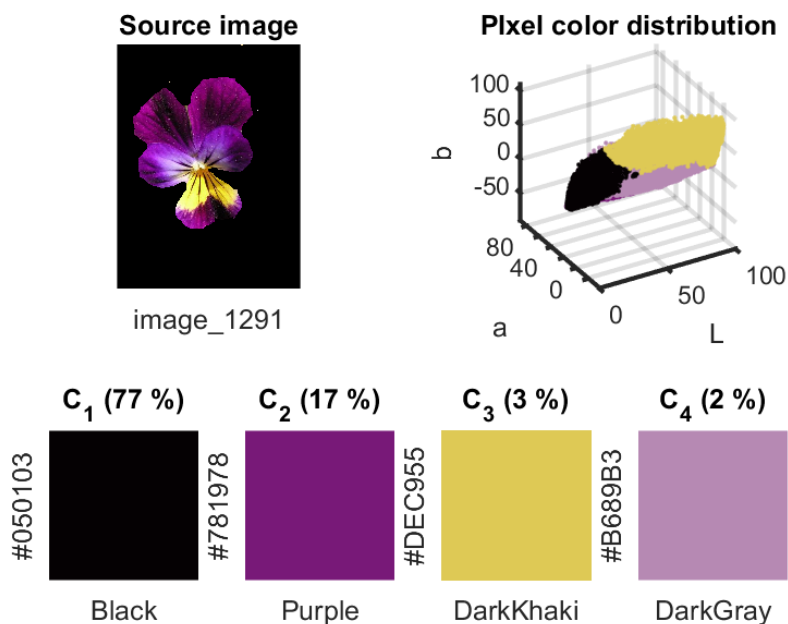 Source image
PIxel color distribution
image_1291
100
50
0
-50
b
80
40
0
a
0
50
100
L
C1 (77 %)
C2 (17 %)
C3 (3 %)
C4 (2 %)
#050103
#781978
#DEC955
#B689B3
Black
Purple
DarkKhaki
DarkGray